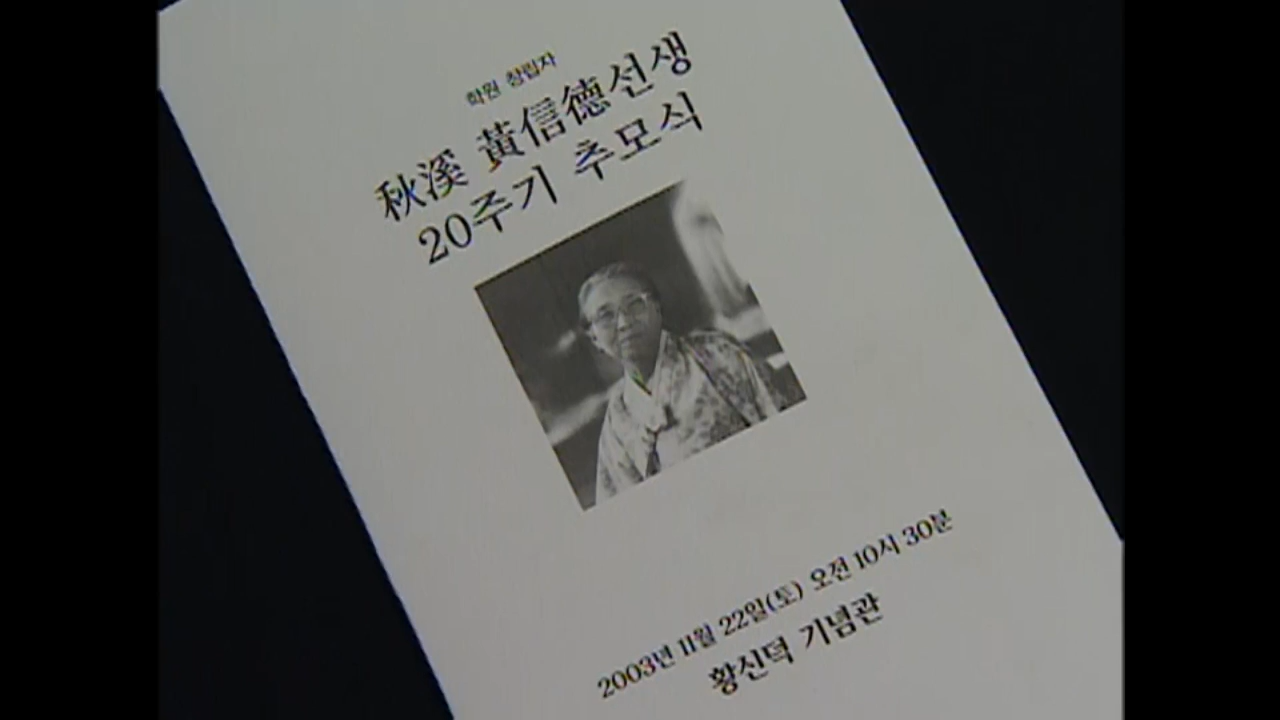 학원 창립자
秋溪 黃信德선생
20주기 추모식
2003년 11월 22일(토) 오전 10시 30분
황신덕 기념관